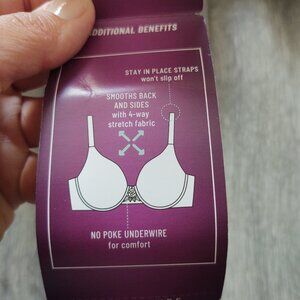 ADDITIONAL BENEFITS
STAY IN PLACE STRAPS
won't slip off
SMOOTHS BACK
AND SIDES
with 4-way
stretch fabric
NO POKE UNDERWIRE
for comfort